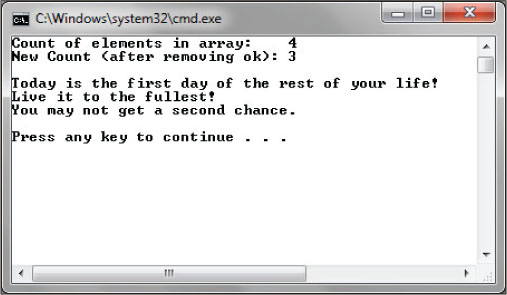 C:\Windows\system32\cmd.exe
Count of elements in array:    4
New Count (after removing ok): 3
Today is the first day of the rest of your life!
Live it to the fullest!
You may not get a second chance.
Press any key to continue . . .